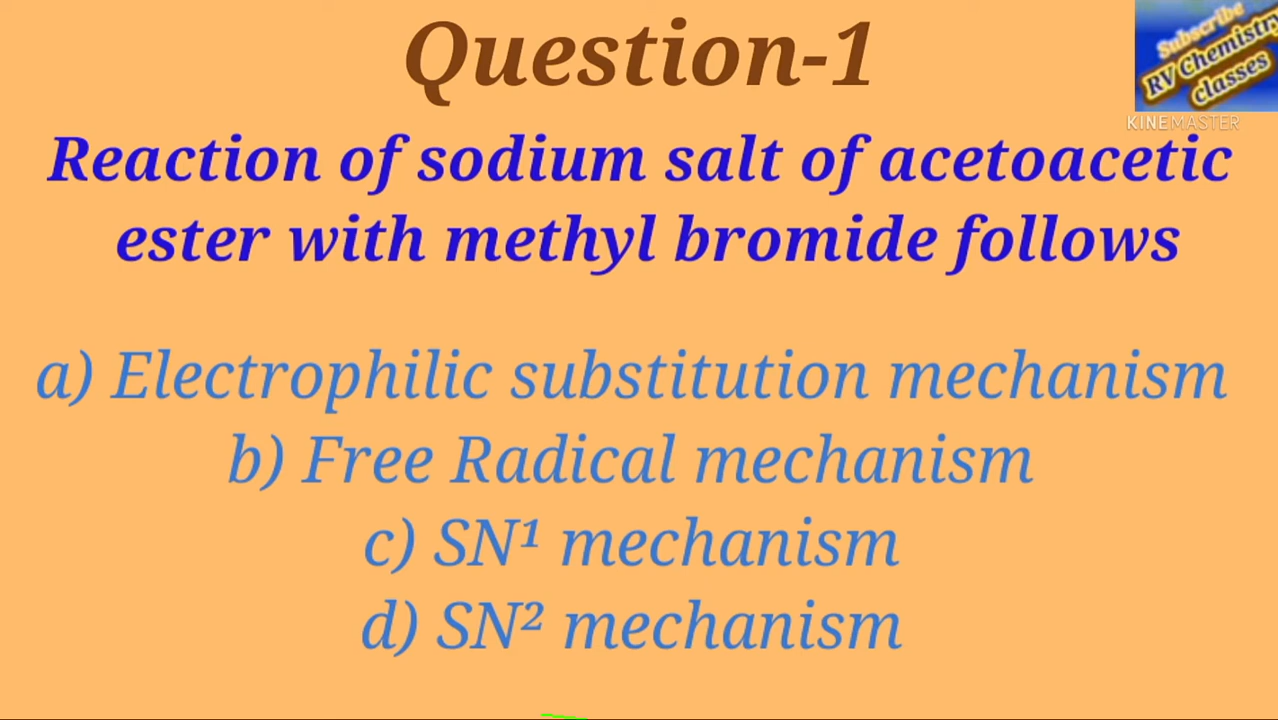 Question-1
Subscribe
RV Chemistry
classes
KINEMASTER
Reaction of sodium salt of acetoacetic
ester with methyl bromide follows
a) Electrophilic substitution mechanism
b) Free Radical mechanism
c) SN¹ mechanism
d) SN² mechanism